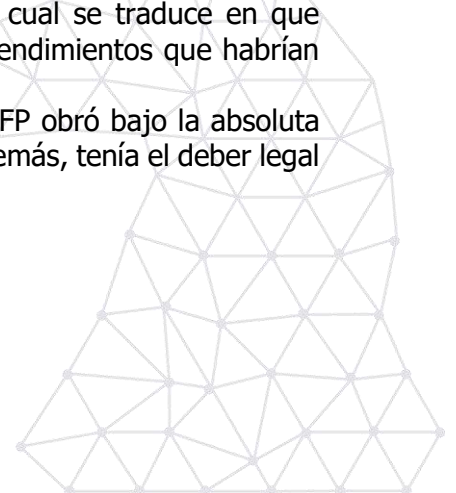 cual se traduce en que
endimientos que habrían
FP obró bajo la absoluta
emás, tenía el deber legal